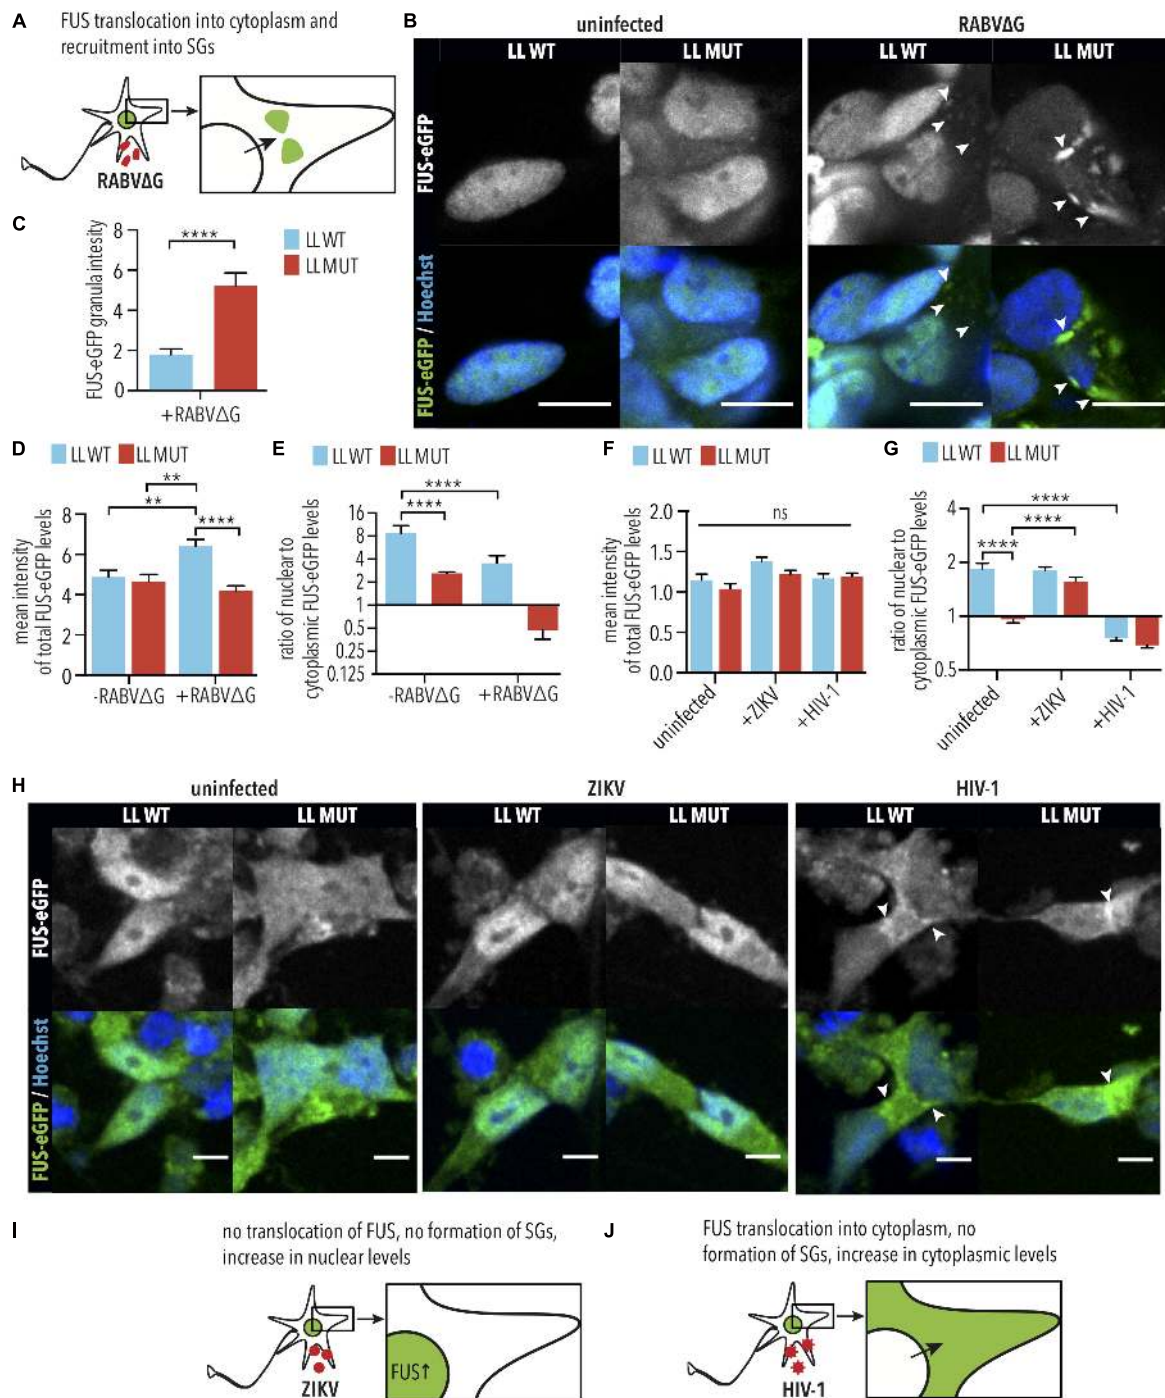 A
FUS translocation into cytoplasm and
recruitment into SGs
RABVΔG
B
uninfected
RABVΔG
LL WT
LL MUT
LL WT
LL MUT
FUS-eGFP
FUS-eGFP / Hoechst
C
FUS-eGFP granula intesity
8
6
4
2
0
****
LL WT
LL MUT
+RABVΔG
D
LL WT
LL MUT
mean intensity
of total FUS-eGFP levels
8
6
4
2
0
**
**
****
-RABVΔG
+RABVΔG
E
LL WT
LL MUT
ratio of nuclear to
cytoplasmic FUS-eGFP levels
16
8
4
2
1
0.5
0.25
0.125
****
****
-RABVΔG
+RABVΔG
F
LL WT
LL MUT
mean intensity
of total FUS-eGFP levels
2.0
1.5
1.0
0.5
0.0
ns
uninfected
+ZIKV
+HIV-1
G
LL WT
LL MUT
ratio of nuclear to
cytoplasmic FUS-eGFP levels
4
2
1
0.5
****
****
****
uninfected
+ZIKV
+HIV-1
H
uninfected
ZIKV
HIV-1
LL WT
LL MUT
LL WT
LL MUT
LL WT
LL MUT
FUS-eGFP
FUS-eGFP / Hoechst
I
no translocation of FUS, no formation of SGs,
increase in nuclear levels
ZIKV
FUS↑
J
FUS translocation into cytoplasm, no
formation of SGs, increase in cytoplasmic levels
HIV-1